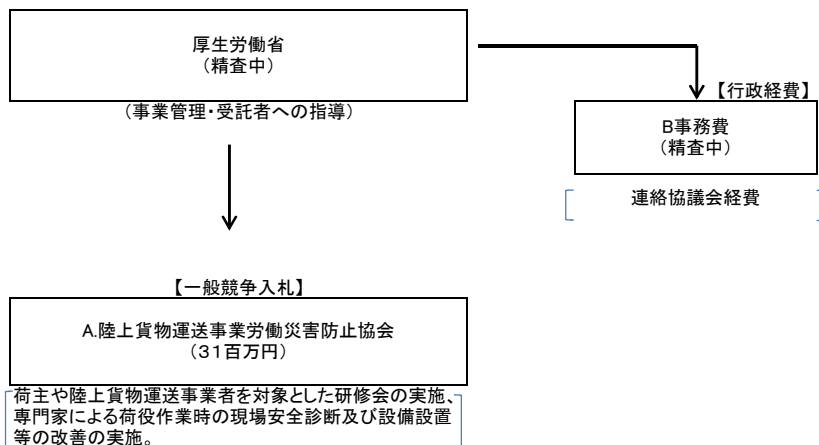 厚生労働省
(精査中)
(事業管理・受託者への指導)
【行政経費】
B事務費
(精査中)
連絡協議会経費
【一般競争入札】
A.陸上貨物運送事業労働災害防止協会
(31百万円)
荷主や陸上貨物運送事業者を対象とした研修会の実施、
専門家による荷役作業時の現場安全診断及び設備設置
等の改善の実施。